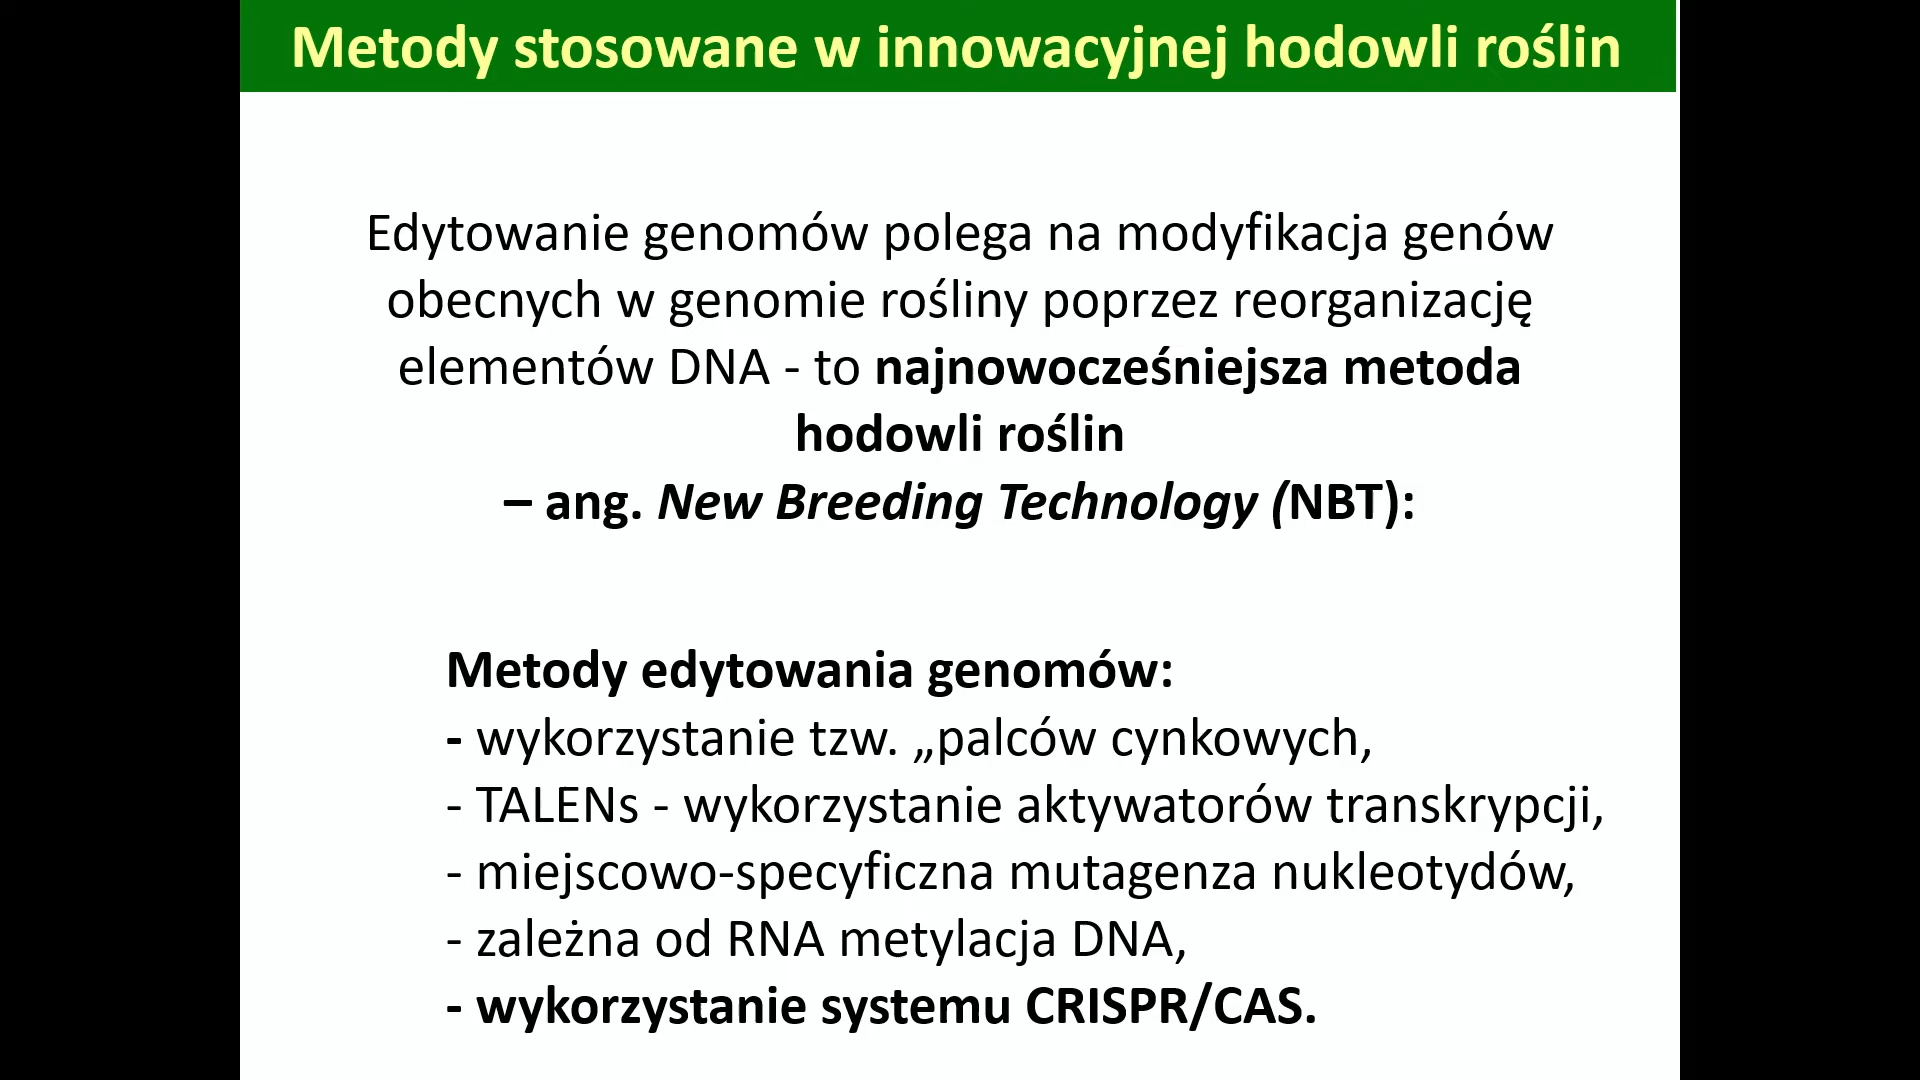 Metody stosowane w innowacyjnej hodowli roślin
Edytowanie genomów polega na modyfikacja genów
obecnych w genomie rośliny poprzez reorganizację
elementów DNA - to najnowocześniejsza metoda
hodowli roślin
– ang. New Breeding Technology (NBT):
Metody edytowania genomów:
- wykorzystanie tzw. „palców cynkowych,
- TALENs - wykorzystanie aktywatorów transkrypcji,
- miejscowo-specyficzna mutagenza nukleotydów,
- zależna od RNA metylacja DNA,
- wykorzystanie systemu CRISPR/CAS.